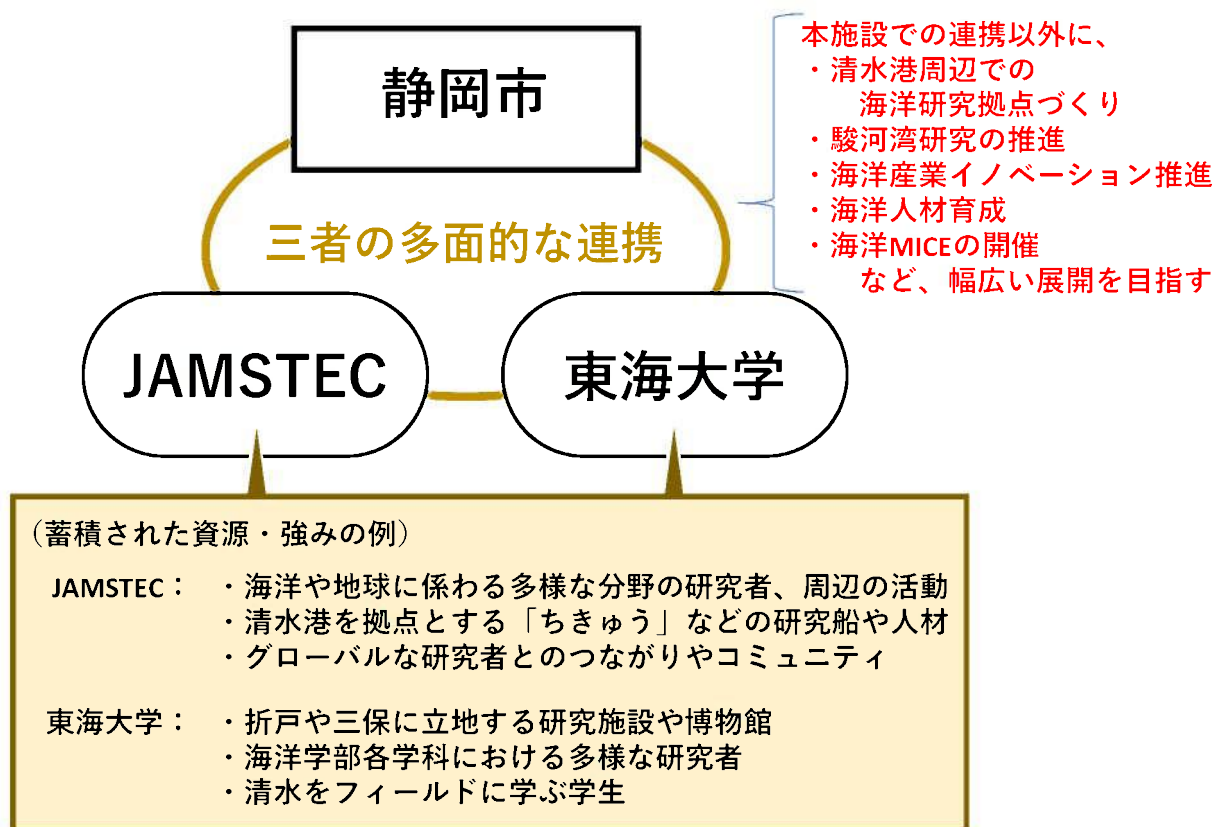 静岡市
本施設での連携以外に、
・清水港周辺での
海洋研究拠点づくり
・駿河湾研究の推進
・海洋産業イノベーション推進
・海洋人材育成
・海洋MICEの開催
など、幅広い展開を目指す
三者の多面的な連携
JAMSTEC
東海大学
（蓄積された資源・強みの例）
JAMSTEC： ・海洋や地球に係わる多様な分野の研究者、周辺の活動
・清水港を拠点とする「ちきゅう」などの研究船や人材
・グローバルな研究者とのつながりやコミュニティ
東海大学： ・折戸や三保に立地する研究施設や博物館
・海洋学部各学科における多様な研究者
・清水をフィールドに学ぶ学生